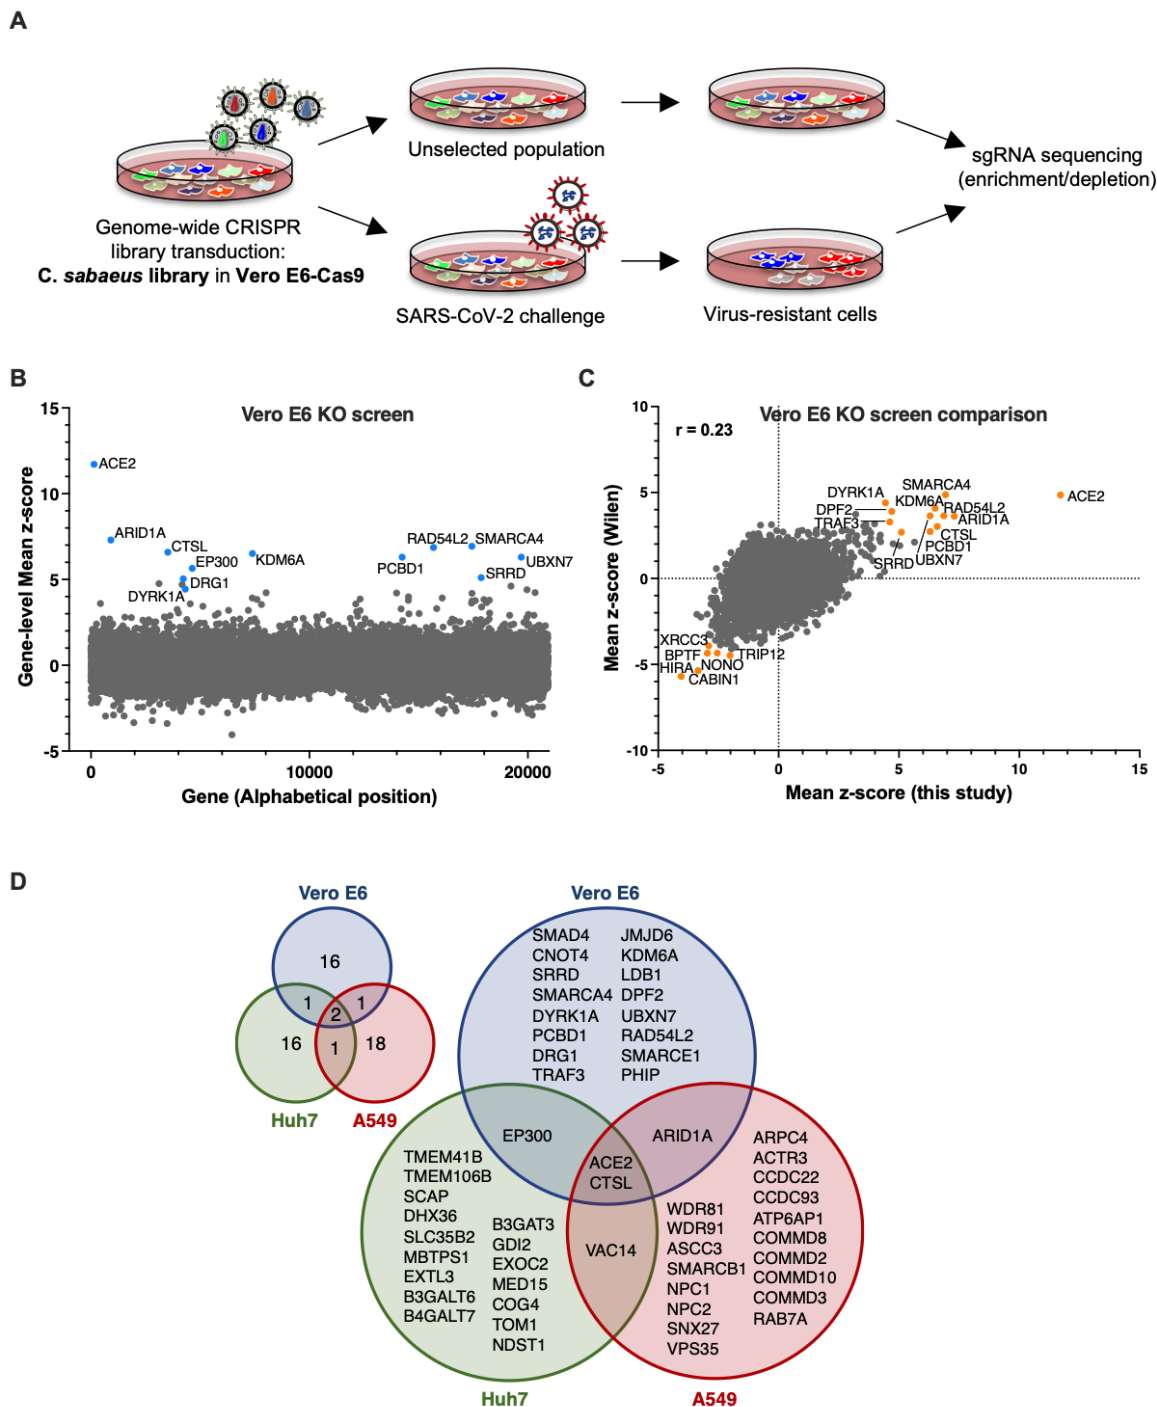 A
Unselected population
sgRNA sequencing
(enrichment/depletion)
Genome-wide CRISPR
library transduction:
C. sabaeus library in Vero E6-Cas9
SARS-CoV-2 challenge
Virus-resistant cells
B
Vero E6 KO screen
Gene-level Mean z-score
15
10
5
0
-5
ACE2
ARID1A
CTSL
EP300
KDM6A
DRG1
DYRK1A
RAD54L2
SMARCA4
PCBD1
UBXN7
SRRD
0
10000
20000
Gene (Alphabetical position)
C
Vero E6 KO screen comparison
r = 0.23
Mean z-score (Wilen)
10
5
0
-5
-10
SMARCA4
DYRK1A
KDM6A
ACE2
DPF2
RAD54L2
TRAF3
ARID1A
CTSL
PCBD1
SRRD
UBXN7
XRCC3
BPTF
TRIP12
HIRA
NONO
CABIN1
-5
0
5
10
15
Mean z-score (this study)
D
Vero E6
16
1
1
2
16
1
18
Huh7
A549
Vero E6
SMAD4
CNOT4
SRRD
SMARCA4
DYRK1A
PCBD1
DRG1
TRAF3
JMJD6
KDM6A
LDB1
DPF2
UBXN7
RAD54L2
SMARCE1
PHIP
EP300
ARID1A
ACE2
CTSL
VAC14
TMEM41B
TMEM106B
SCAP
DHX36
SLC35B2
MBTPS1
EXTL3
B3GALT6
B4GALT7
B3GAT3
GDI2
EXOC2
MED15
COG4
TOM1
NDST1
WDR81
WDR91
ASCC3
SMARCB1
NPC1
NPC2
SNX27
VPS35
ARPC4
ACTR3
CCDC22
CCDC93
ATP6AP1
COMMD8
COMMD2
COMMD10
COMMD3
RAB7A
Huh7
A549